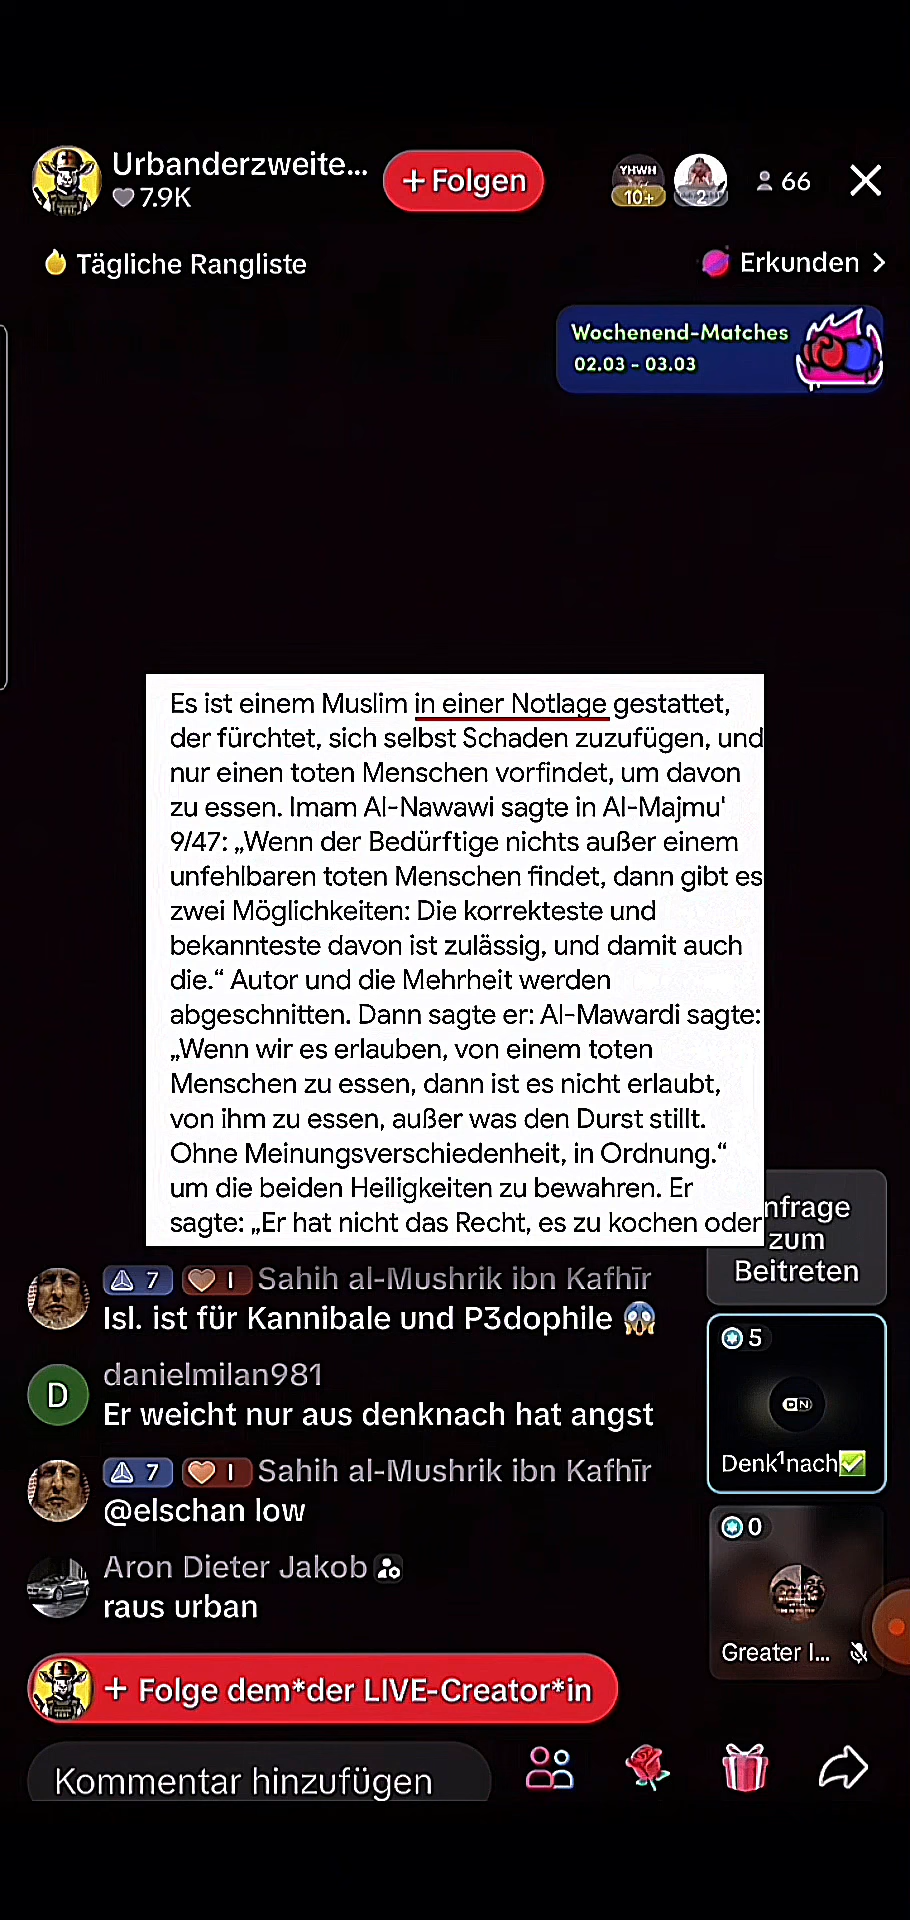 Urbanderzweite...
7.9K
+ Folgen
YHWH
10+
2
66
Tägliche Rangliste
Erkunden >
Wochenend-Matches
02.03 - 03.03
Es ist einem Muslim in einer Notlage gestattet,
der fürchtet, sich selbst Schaden zuzufügen, und
nur einen toten Menschen vorfindet, um davon
zu essen. Imam Al-Nawawi sagte in Al-Majmu'
9/47: „Wenn der Bedürftige nichts außer einem
unfehlbaren toten Menschen findet, dann gibt es
zwei Möglichkeiten: Die korrekteste und
bekannteste davon ist zulässig, und damit auch
die.“ Autor und die Mehrheit werden
abgeschnitten. Dann sagte er: Al-Mawardi sagte:
„Wenn wir es erlauben, von einem toten
Menschen zu essen, dann ist es nicht erlaubt,
von ihm zu essen, außer was den Durst stillt.
Ohne Meinungsverschiedenheit, in Ordnung.“
um die beiden Heiligkeiten zu bewahren. Er
sagte: „Er hat nicht das Recht, es zu kochen oder
nfrage
zum
Beitreten
7 I Sahih al-Mushrik ibn Kafhīr
Isl. ist für Kannibale und P3dophile 😱
D
danielmilan981
Er weicht nur aus denknach hat angst
7 I Sahih al-Mushrik ibn Kafhīr
@elschan low
Aron Dieter Jakob
raus urban
5
DN
Denk¹nach✅
0
Greater I...
+ Folge dem*der LIVE-Creator*in
Kommentar hinzufügen